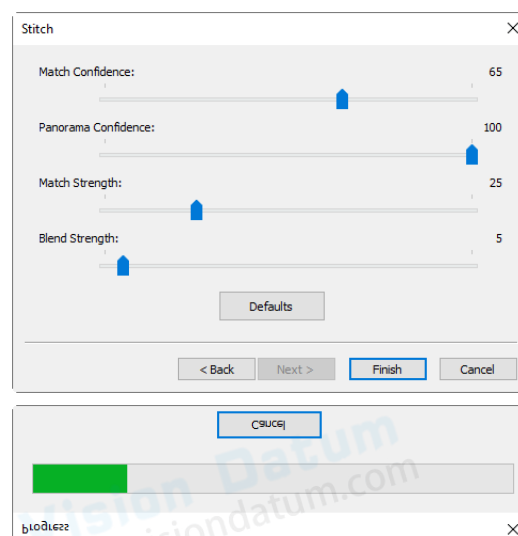 Stitch
Match Confidence: 65
Panorama Confidence: 100
Match Strength: 25
Blend Strength: 5
Defaults
< Back Next > Finish Cancel
Cancel
Vision Datum
visiondatum.com
Progress